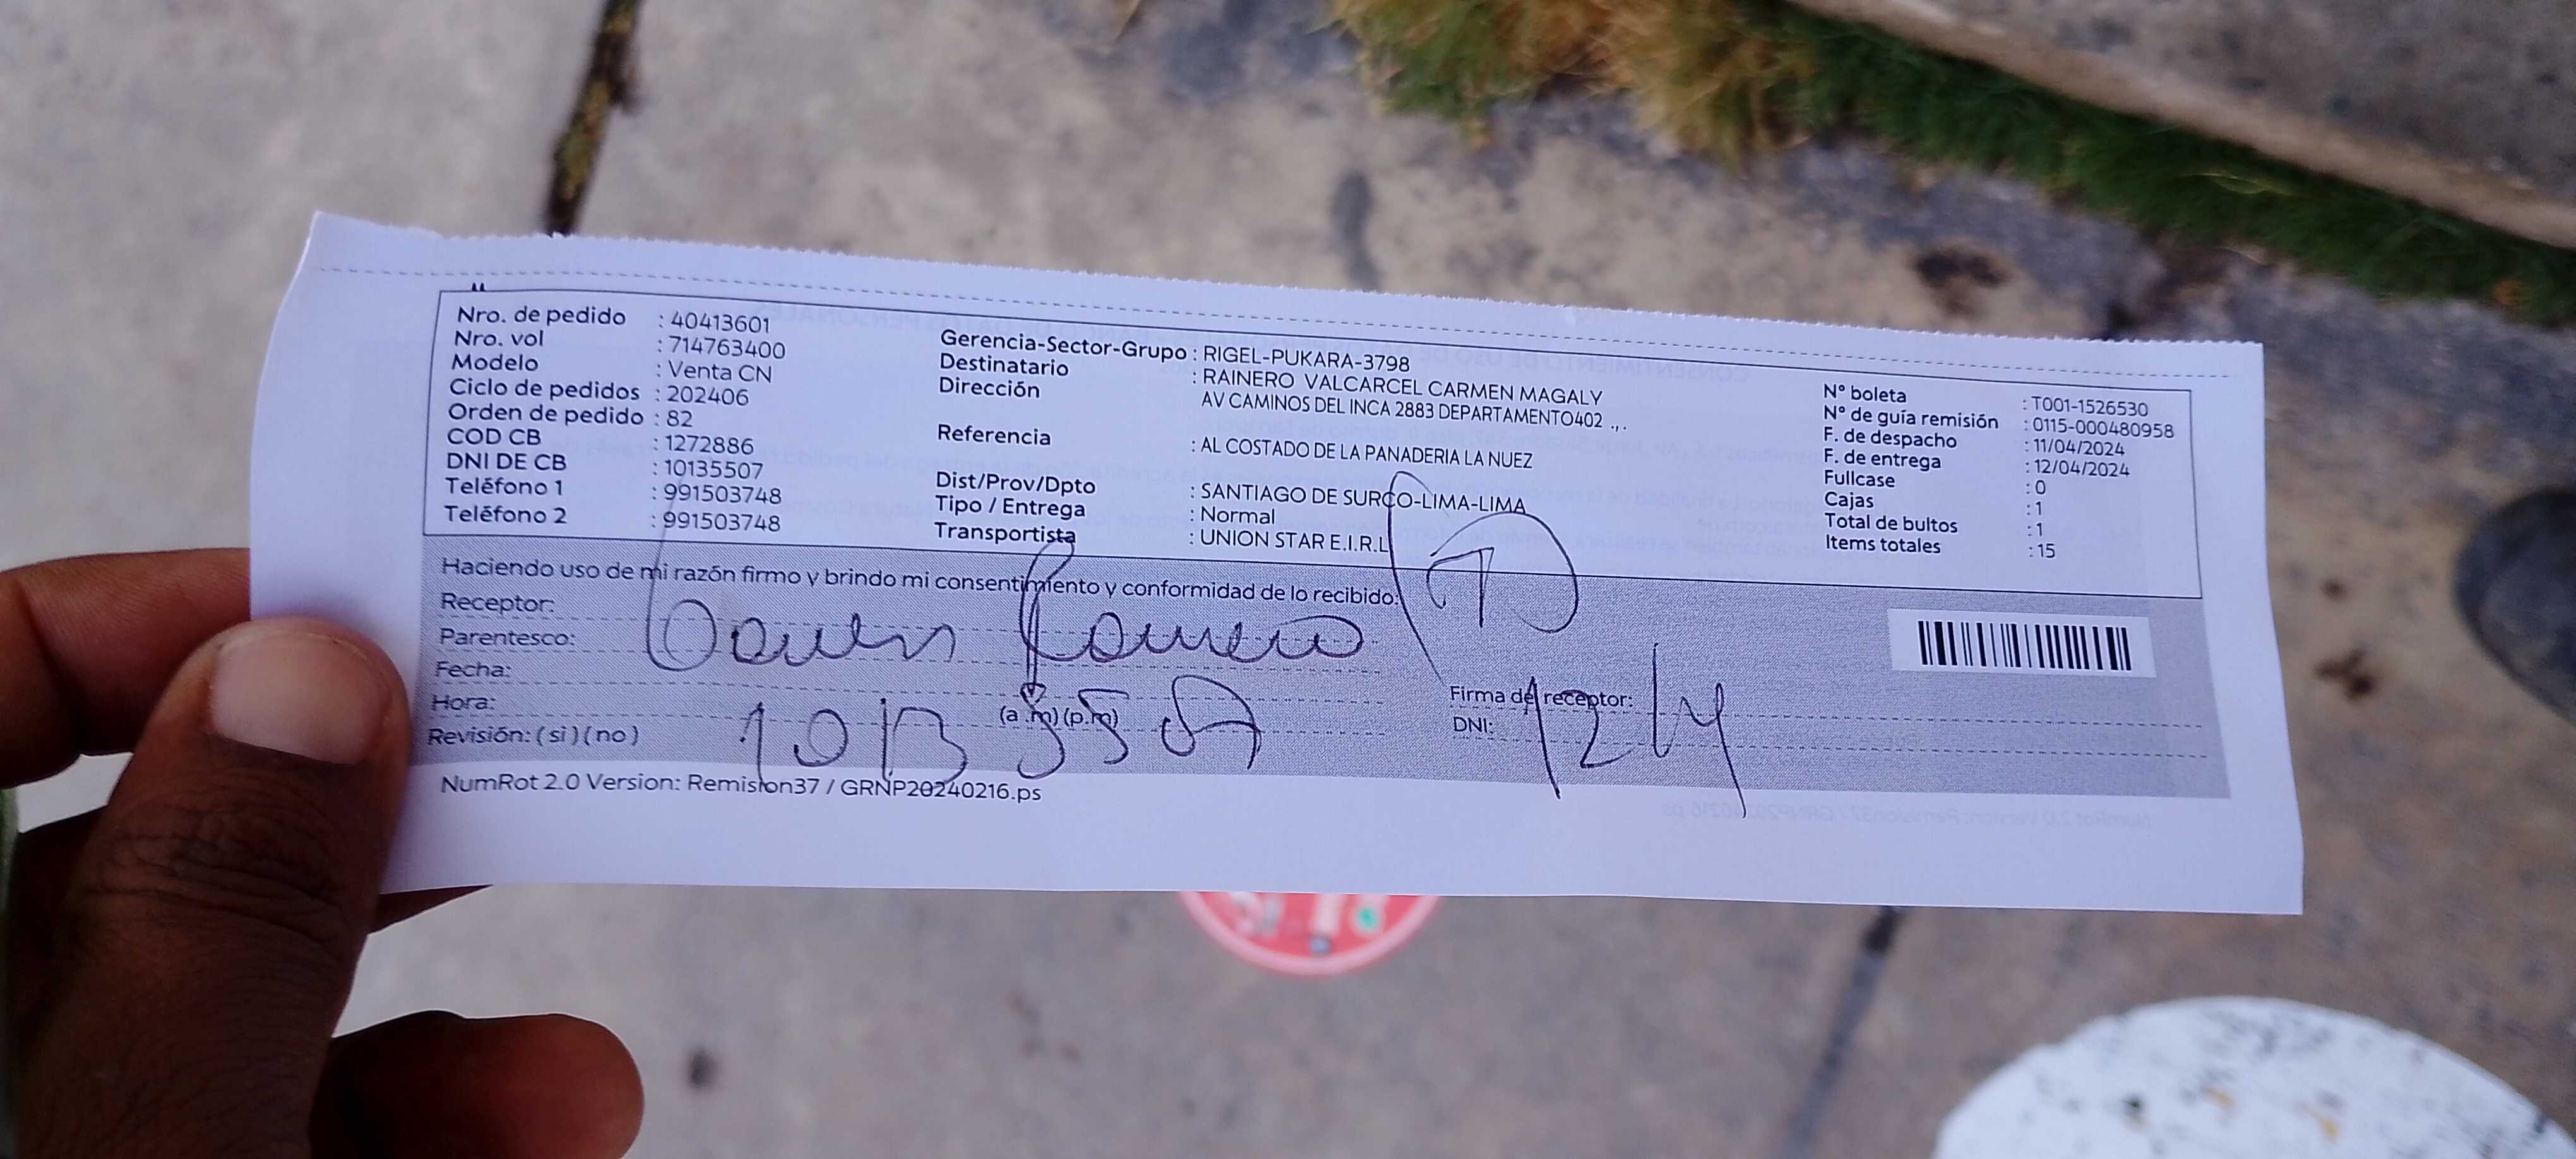 Nro. de pedido : 40413601
Nro. vol : 714763400
Modelo : Venta CN
Ciclo de pedidos : 202406
Orden de pedido : 82
COD CB : 1272886
DNI DE CB : 10135507
Teléfono 1 : 991503748
Teléfono 2 : 991503748
Gerencia-Sector-Grupo : RIGEL-PUKARA-3798
Destinatario : RAINERO VALCARCEL CARMEN MAGALY
Dirección AV CAMINOS DEL INCA 2883 DEPARTAMENTO402 .,.
Referencia : AL COSTADO DE LA PANADERIA LA NUEZ
Dist/Prov/Dpto : SANTIAGO DE SURCO-LIMA-LIMA
Tipo / Entrega : Normal
Transportista : UNION STAR E.I.R.L
N° boleta : T001-1526530
N° de guía remisión : 0115-000480958
F. de despacho : 11/04/2024
F. de entrega : 12/04/2024
Fullcase : 0
Cajas : 1
Total de bultos : 1
Items totales : 15
Haciendo uso de mi razón firmo y brindo mi consentimiento y conformidad de lo recibido:
Receptor:
Parentesco:
Fecha:
Hora: (a.m)(p.m)
Revisión: (si)(no)
10135507
Firma del receptor:
DNI:
12/4
NumRot 2.0 Version: Remision37 / GRNP20240216.ps